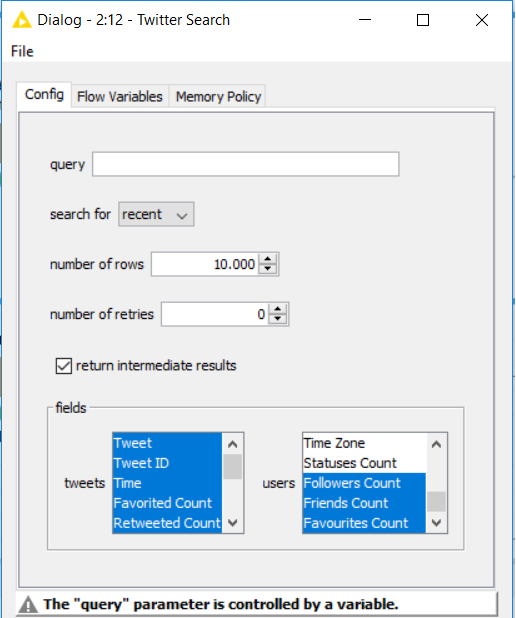 Dialog - 2:12 - Twitter Search
File
Config Flow Variables Memory Policy
query
search for recent
number of rows 10.000
number of retries 0
return intermediate results
fields
tweets
Tweet
Tweet ID
Time
Favorited Count
Retweeted Count
users
Time Zone
Statuses Count
Followers Count
Friends Count
Favourites Count
The "query" parameter is controlled by a variable.